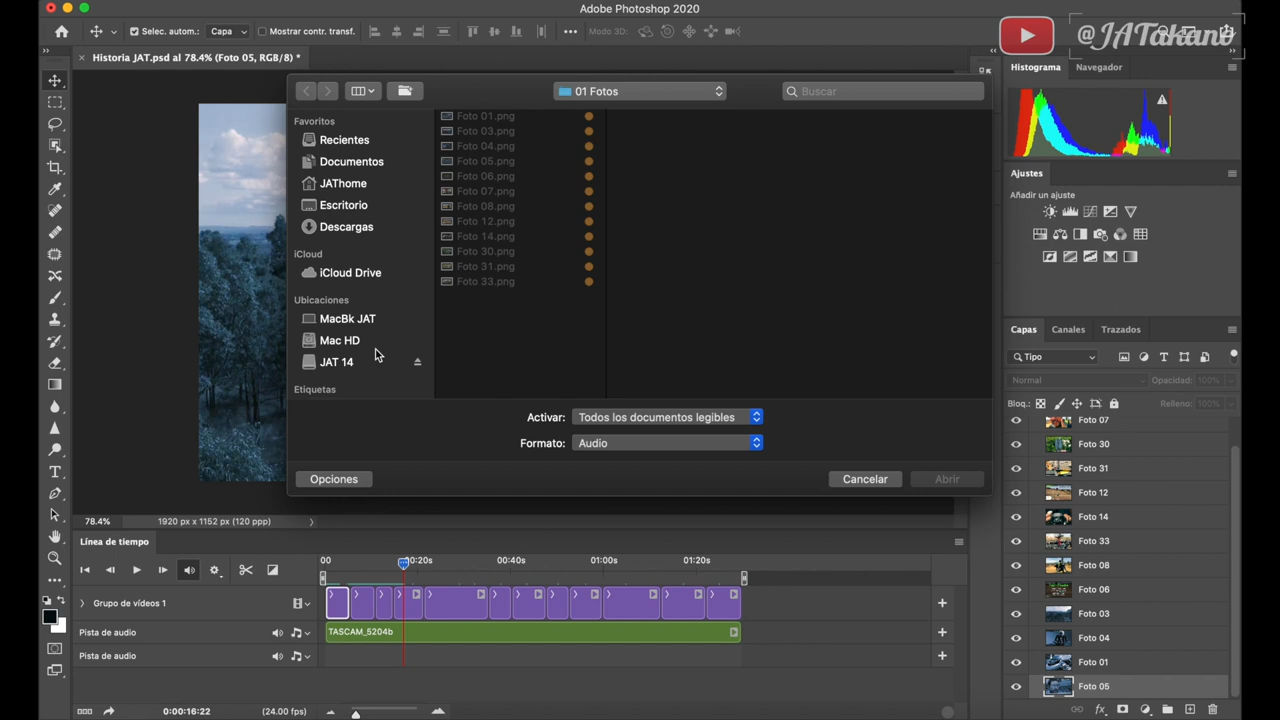 Adobe Photoshop 2020
Selec. autom.: Capa Mostrar contr. transf. Modo 3D:
@JATakano
Historia JAT.psd al 78.4% (Foto 05, RGB/8) *
01 Fotos
Buscar
Favoritos
Recientes
Documentos
JAThome
Escritorio
Descargas
iCloud
iCloud Drive
Ubicaciones
MacBk JAT
Mac HD
JAT 14
Etiquetas
Foto 01.png
Foto 03.png
Foto 04.png
Foto 05.png
Foto 06.png
Foto 07.png
Foto 08.png
Foto 12.png
Foto 14.png
Foto 30.png
Foto 31.png
Foto 33.png
Activar: Todos los documentos legibles
Formato: Audio
Opciones Cancelar Abrir
Histograma Navegador
Ajustes
Añadir un ajuste
Capas Canales Trazados
Tipo
Normal Opacidad: 100%
Bloq.: Relleno: 100%
Foto 07
Foto 30
Foto 31
Foto 12
Foto 14
Foto 33
Foto 08
Foto 06
Foto 03
Foto 04
Foto 01
Foto 05
78.4% 1920 px x 1152 px (120 ppp)
Línea de tiempo
00 00:20s 00:40s 01:00s 01:20s
Grupo de vídeos 1
Pista de audio TASCAM_5204b
Pista de audio
0:00:16:22 (24.00 fps)